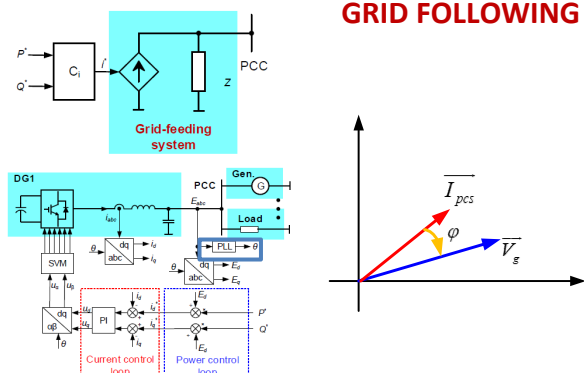 GRID FOLLOWING
P*
Q*
Ci
i*
Z
PCC
Grid-feeding
system
DG1
Gen.
G
PCC
Eabc
iabc
Load
PLL
θ
θ
dq
abc
id
iq
θ
dq
abc
Ed
Eq
SVM
uα
uβ
dq
αβ
θ
ud
uq
PI
id
id*
iq*
iq
Ed
P*
Q*
Ed
Current control
loop
Power control
loop
Ipcs
φ
Vg